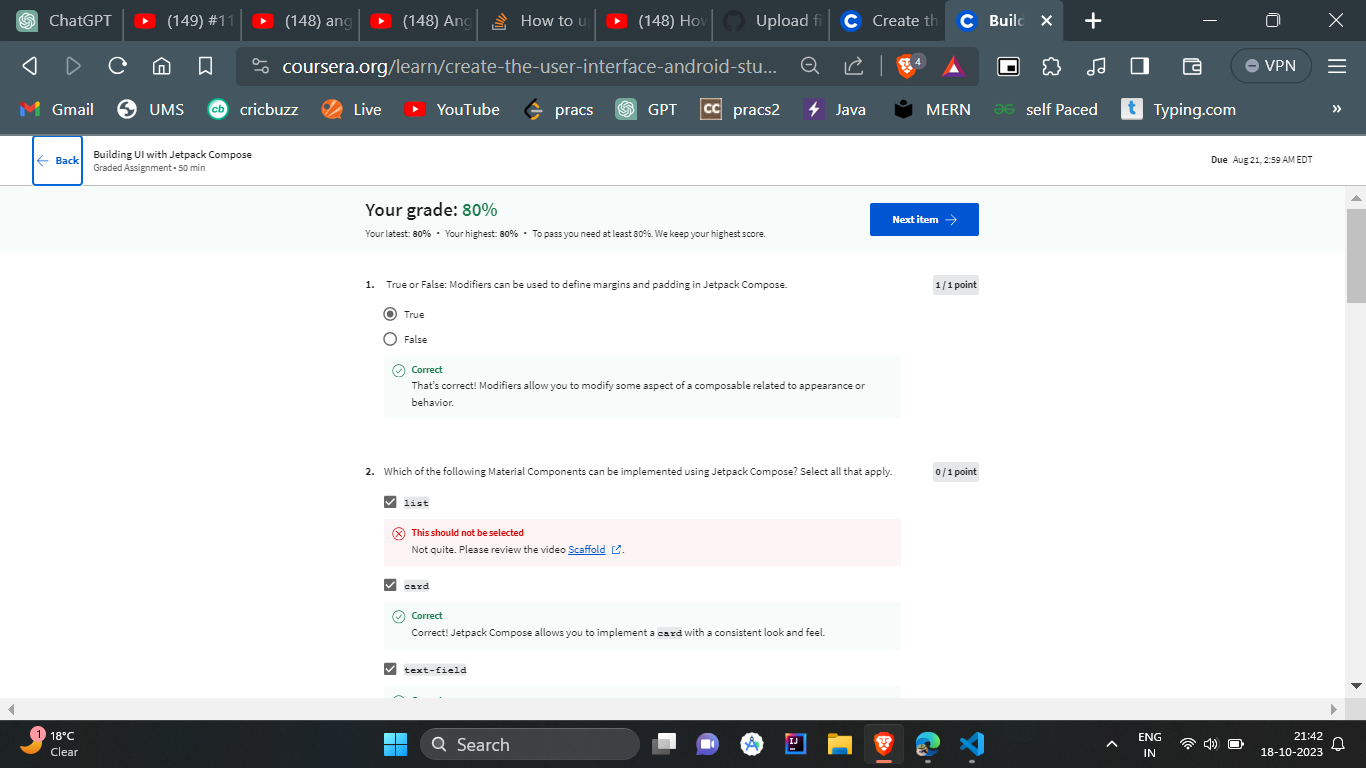 ChatGPT
(149) #11
(148) ang
(148) Ang
How to u
(148) How
Upload fi
Create th
Build
coursera.org/learn/create-the-user-interface-android-stu...
4
VPN
Gmail
UMS
cb
cricbuzz
Live
YouTube
pracs
GPT
CC
pracs2
Java
MERN
self Paced
t
Typing.com
»
Back
Building UI with Jetpack Compose
Graded Assignment • 50 min
Due Aug 21, 2:59 AM EDT
Your grade: 80%
Your latest: 80% • Your highest: 80% • To pass you need at least 80%. We keep your highest score.
Next item
1. True or False: Modifiers can be used to define margins and padding in Jetpack Compose.
1 / 1 point
True
False
Correct
That's correct! Modifiers allow you to modify some aspect of a composable related to appearance or
behavior.
2. Which of the following Material Components can be implemented using Jetpack Compose? Select all that apply.
0 / 1 point
list
This should not be selected
Not quite. Please review the video Scaffold .
card
Correct
Correct! Jetpack Compose allows you to implement a card with a consistent look and feel.
text-field
1
18°C
Clear
Search
ENG
IN
21:42
18-10-2023